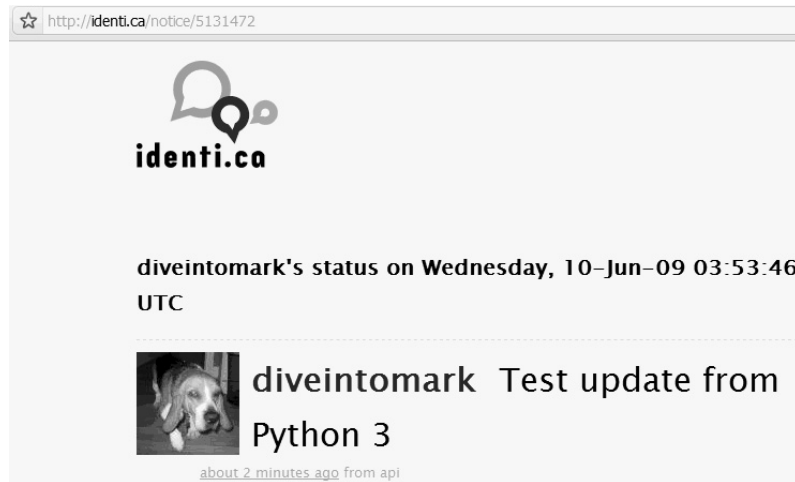 http://identi.ca/notice/5131472
identi.ca
diveintomark's status on Wednesday, 10-Jun-09 03:53:46
UTC
diveintomark Test update from
Python 3
about 2 minutes ago from api